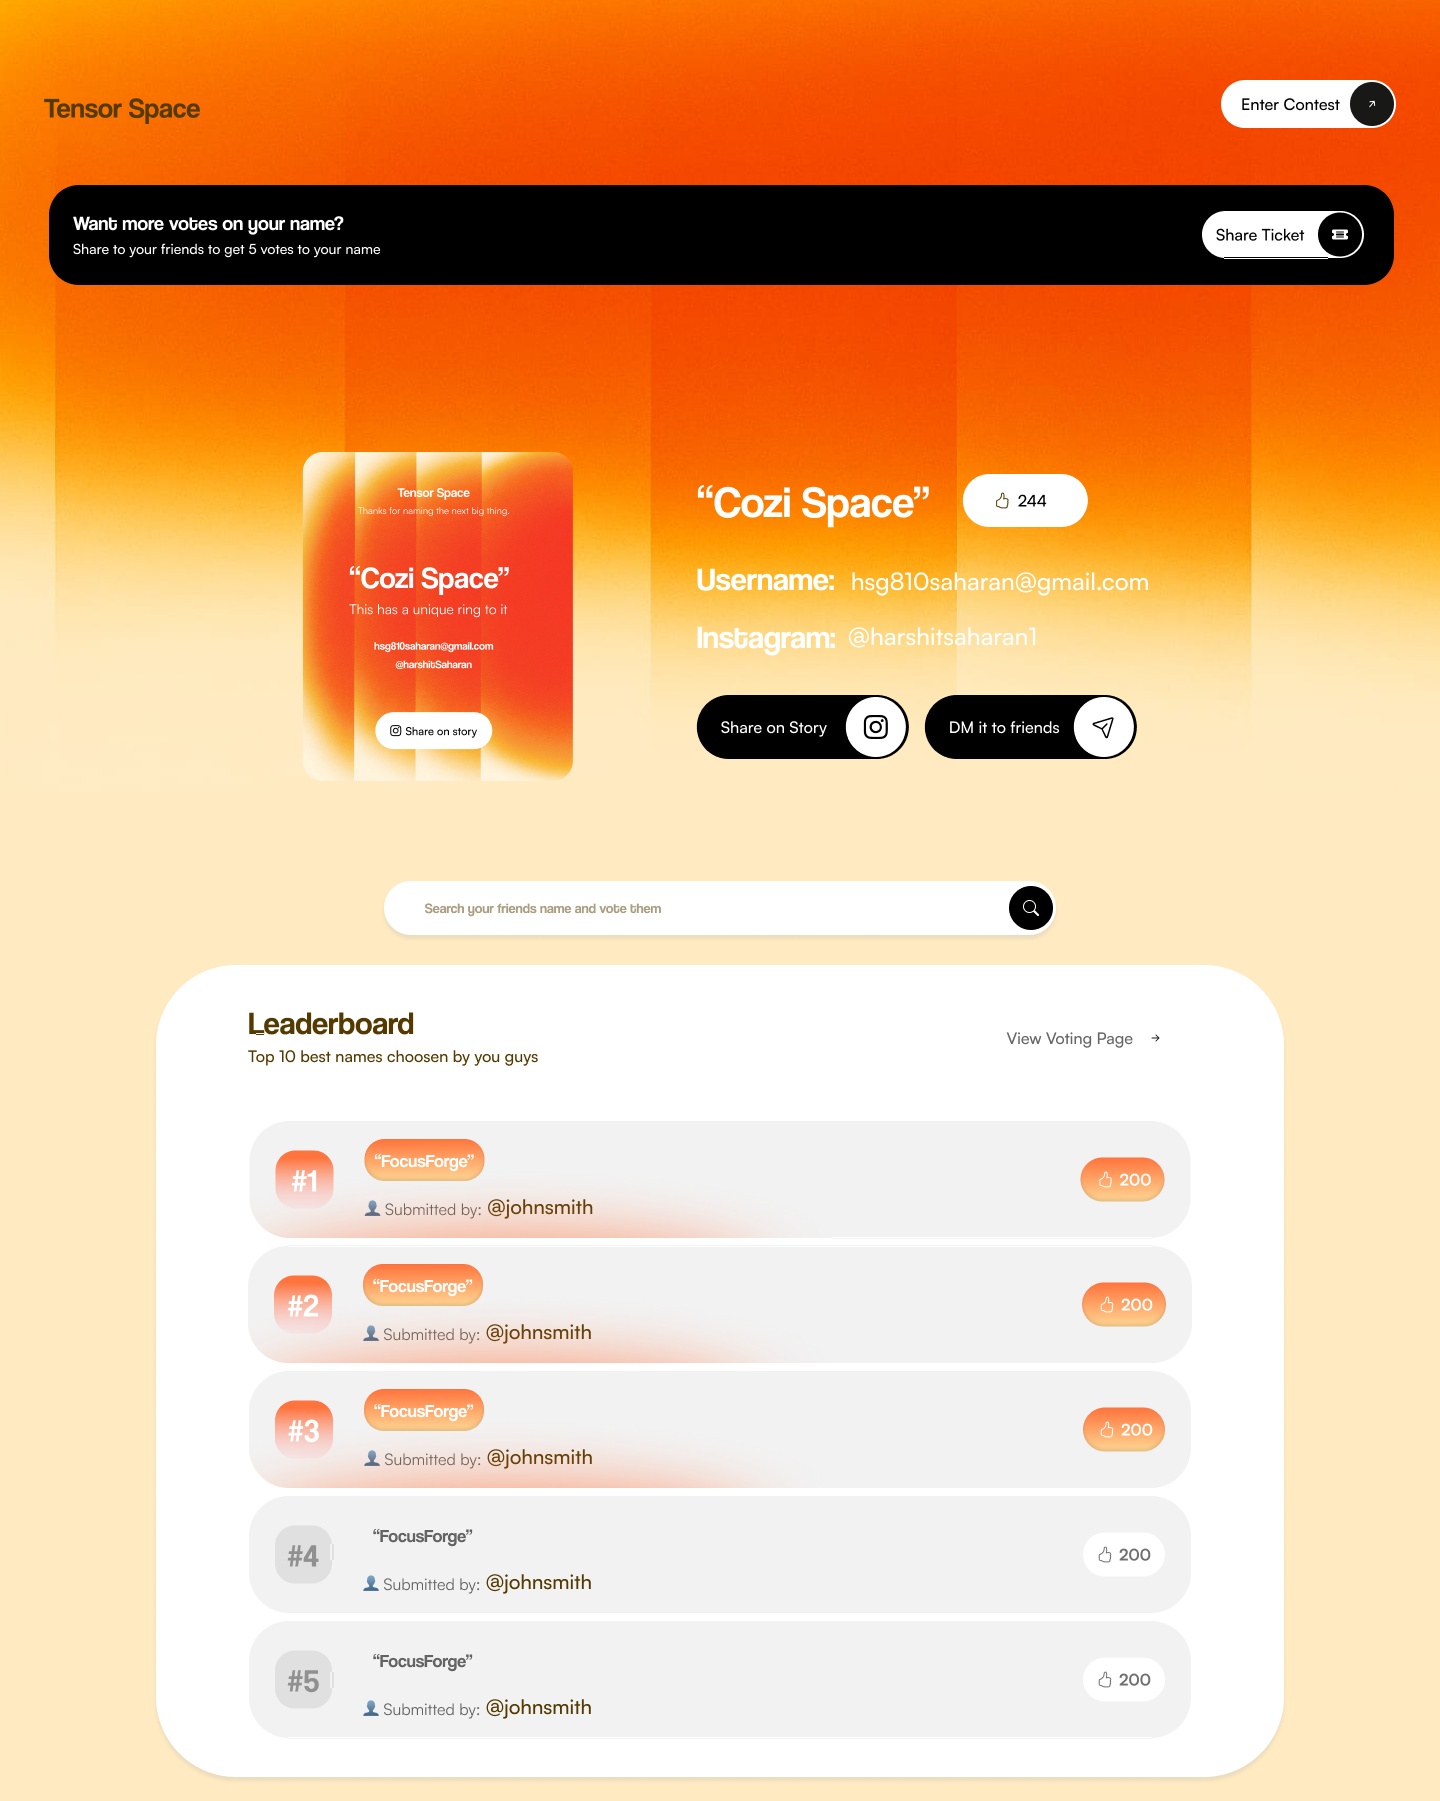 Tensor Space
Enter Contest
Want more votes on your name?
Share to your friends to get 5 votes to your name
Share Ticket
Tensor Space
Thanks for naming the next big thing.
“Cozi Space”
This has a unique ring to it
hsg810saharan@gmail.com
@harshitSaharan
Share on story
“Cozi Space”
244
Username: hsg810saharan@gmail.com
Instagram: @harshitsaharan1
Share on Story
DM it to friends
Search your friends name and vote them
Leaderboard
Top 10 best names choosen by you guys
View Voting Page
#1
“FocusForge”
Submitted by: @johnsmith
200
#2
“FocusForge”
Submitted by: @johnsmith
200
#3
“FocusForge”
Submitted by: @johnsmith
200
#4
“FocusForge”
Submitted by: @johnsmith
200
#5
“FocusForge”
Submitted by: @johnsmith
200